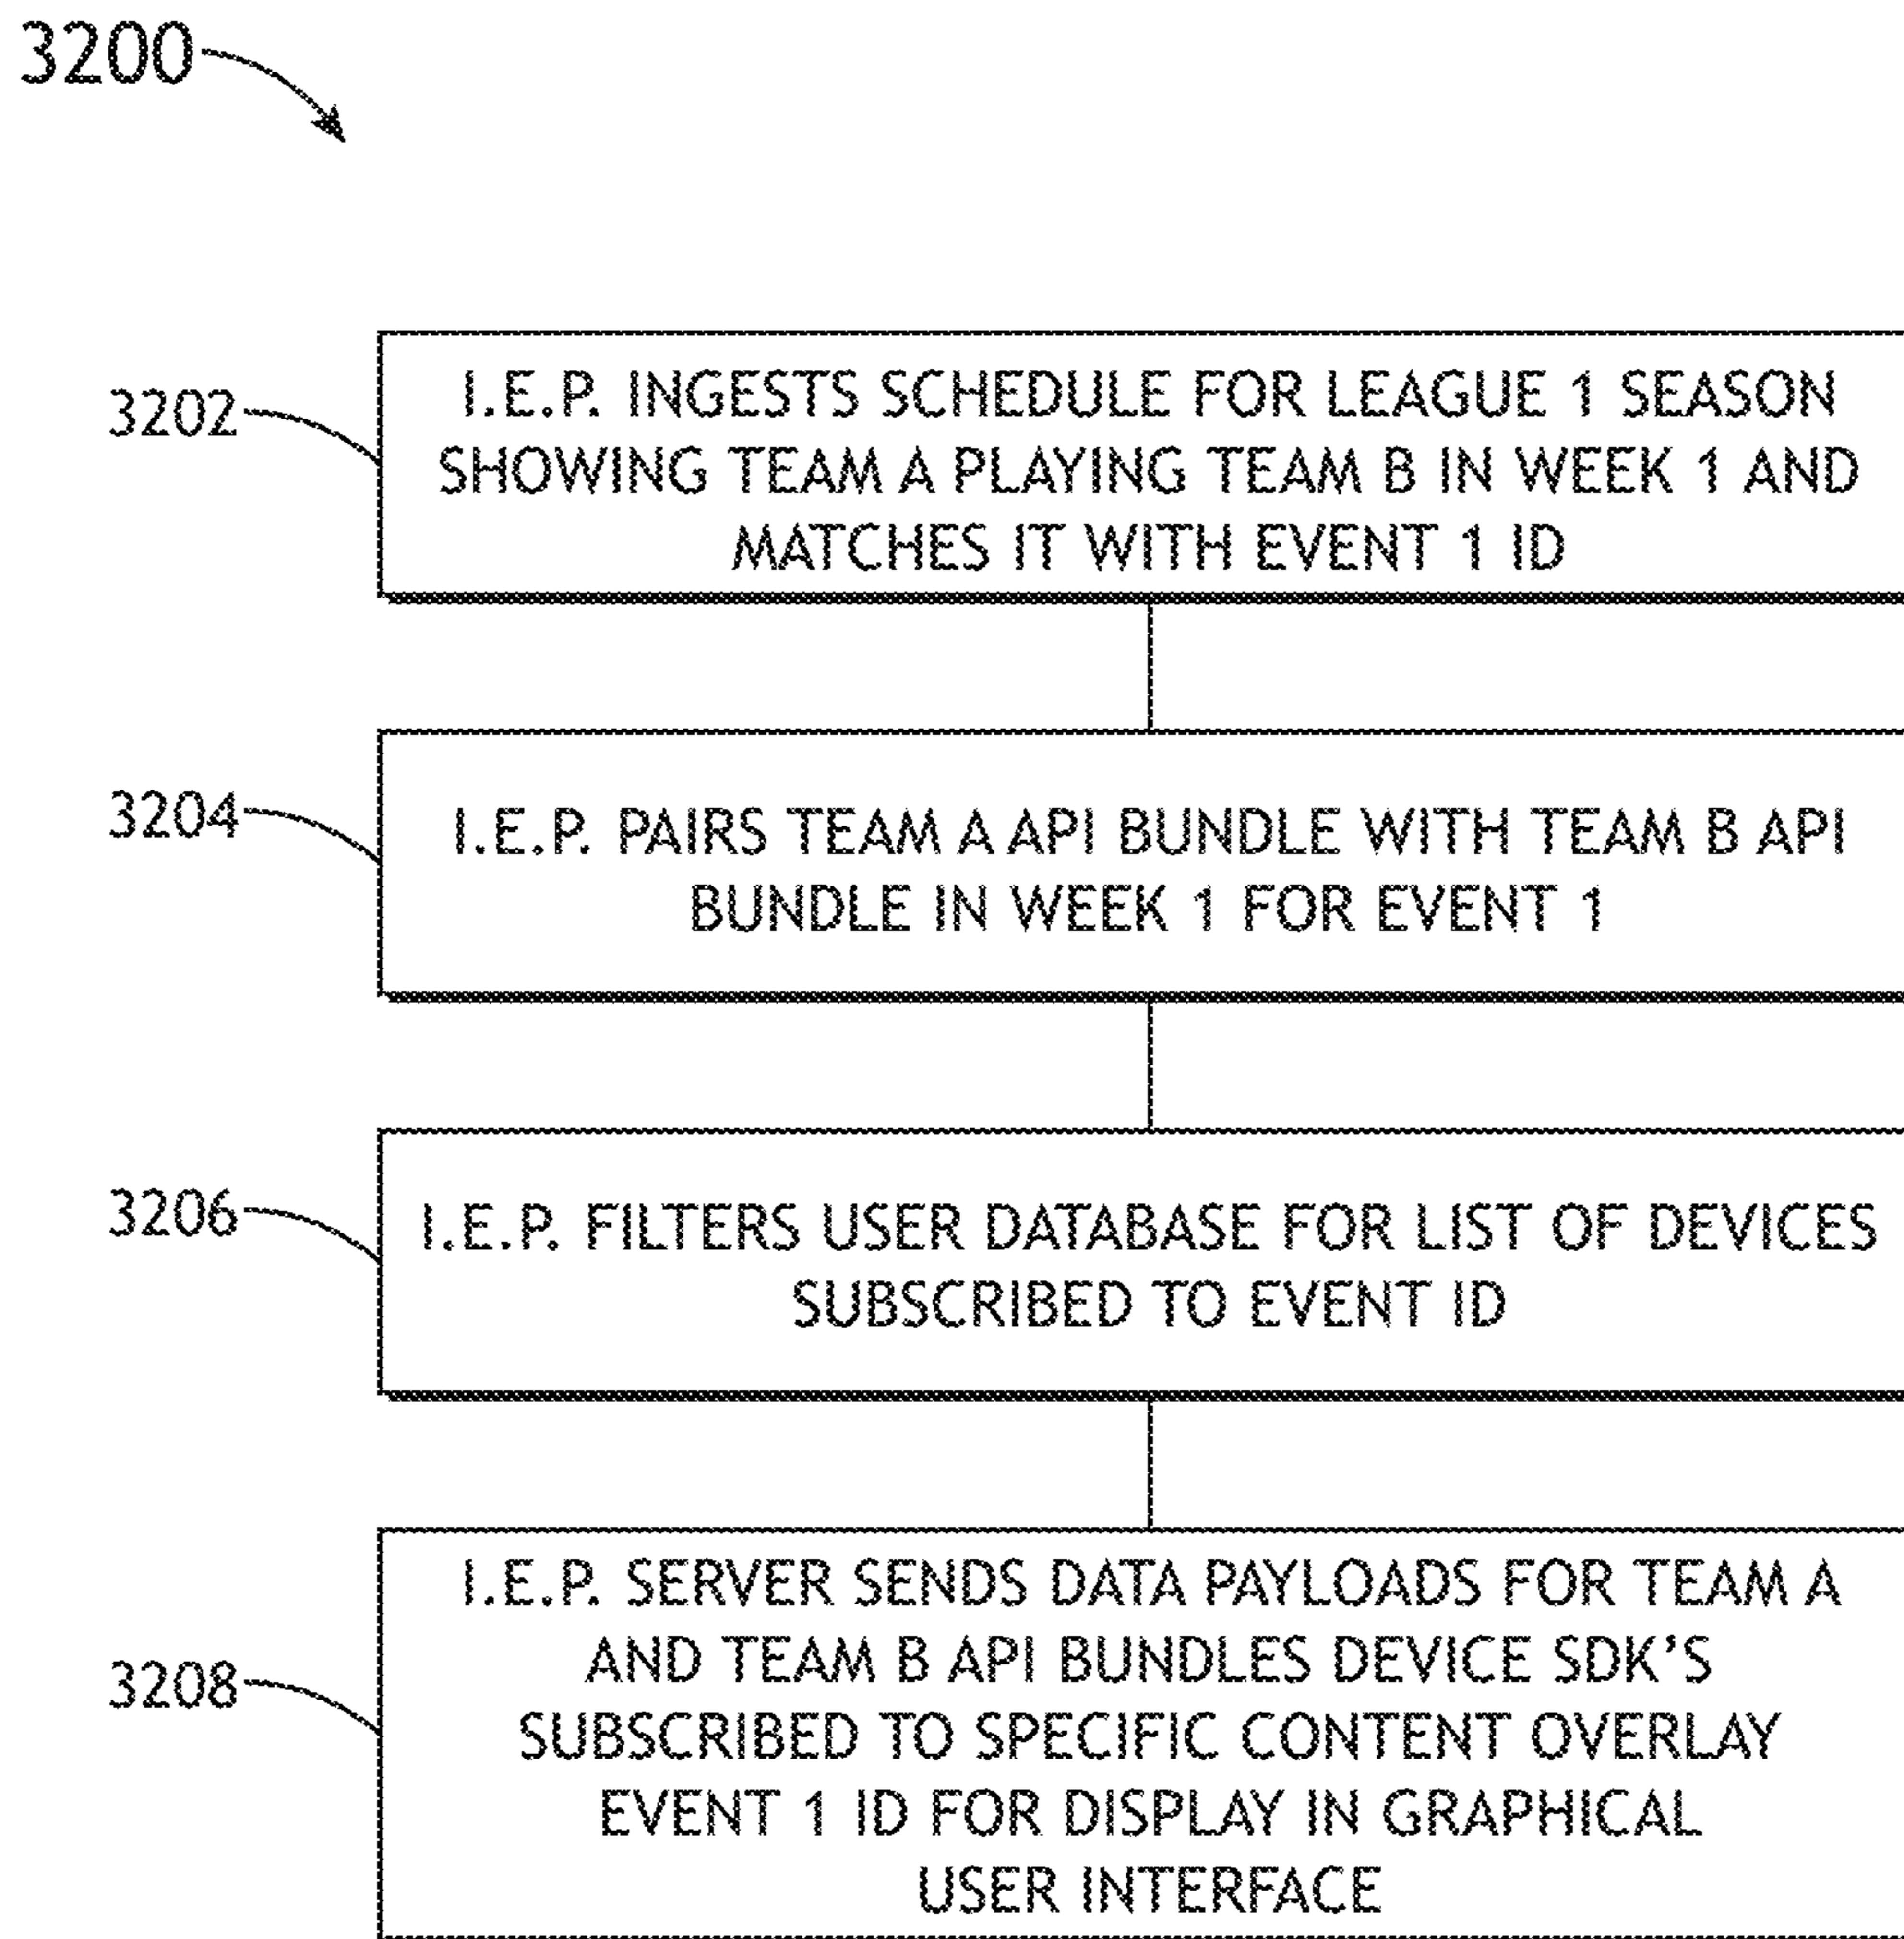 3200
3202
I.E.P. INGESTS SCHEDULE FOR LEAGUE 1 SEASON
SHOWING TEAM A PLAYING TEAM B IN WEEK 1 AND
MATCHES IT WITH EVENT 1 ID
3204
I.E.P. PAIRS TEAM A API BUNDLE WITH TEAM B API
BUNDLE IN WEEK 1 FOR EVENT 1
3206
I.E.P. FILTERS USER DATABASE FOR LIST OF DEVICES
SUBSCRIBED TO EVENT ID
3208
I.E.P. SERVER SENDS DATA PAYLOADS FOR TEAM A
AND TEAM B API BUNDLES DEVICE SDK'S
SUBSCRIBED TO SPECIFIC CONTENT OVERLAY
EVENT 1 ID FOR DISPLAY IN GRAPHICAL
USER INTERFACE